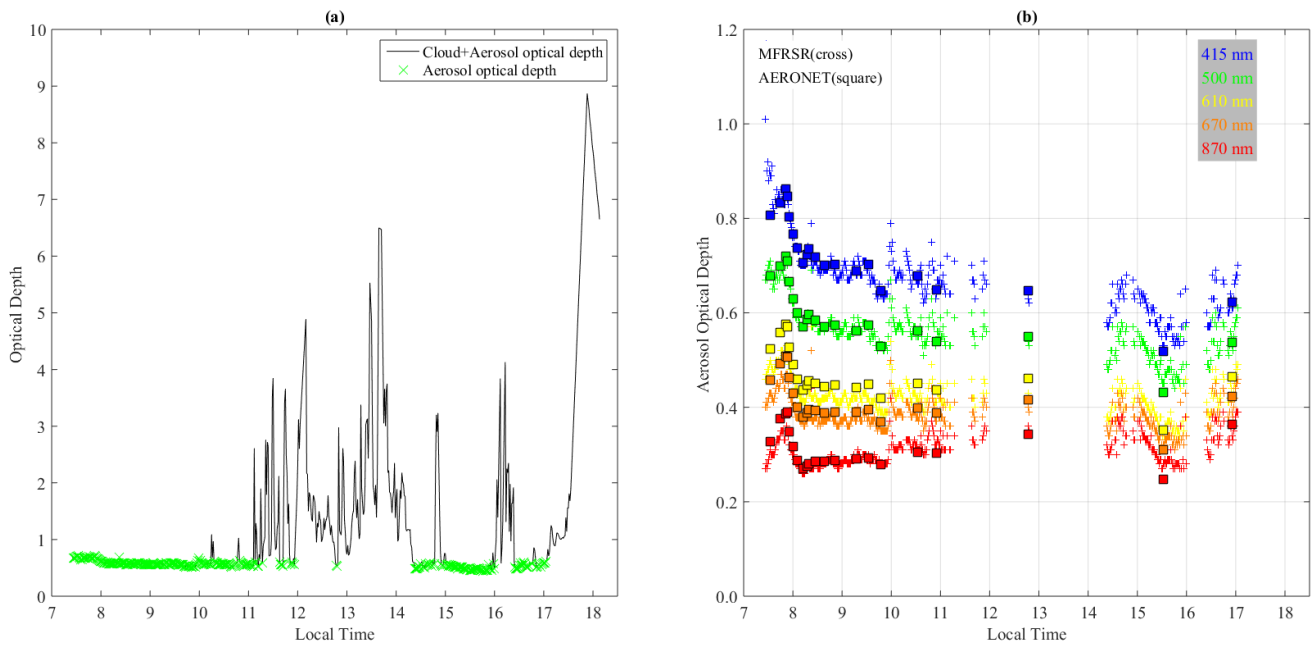 (a)
10
9
8
7
6
5
4
3
2
1
0
Optical Depth
Cloud+Aerosol optical depth
Aerosol optical depth
7 8 9 10 11 12 13 14 15 16 17 18
Local Time
(b)
1.2
1.0
0.8
0.6
0.4
0.2
0.0
Aerosol Optical Depth
MFRSR(cross)
AERONET(square)
415 nm
500 nm
610 nm
670 nm
870 nm
7 8 9 10 11 12 13 14 15 16 17 18
Local Time